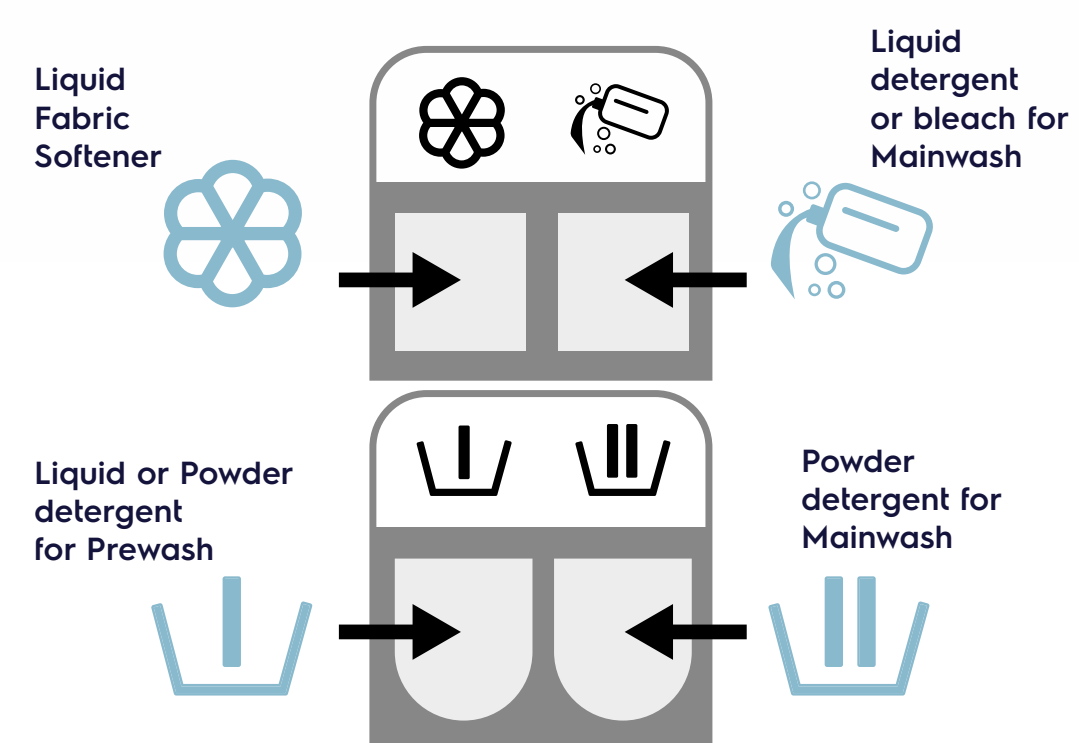 Liquid
Fabric
Softener
Liquid
detergent
or bleach for
Mainwash
Liquid or Powder
detergent
for Prewash
Powder
detergent for
Mainwash